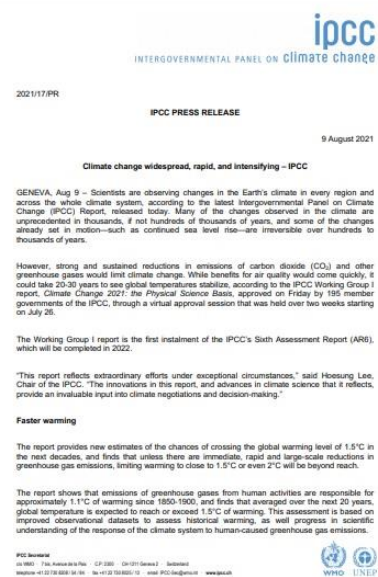 ipcc
INTERGOVERNMENTAL PANEL ON climate change
2021/17/PR
IPCC PRESS RELEASE
9 August 2021
Climate change widespread, rapid, and intensifying – IPCC
GENEVA, Aug 9 – Scientists are observing changes in the Earth's climate in every region and
across the whole climate system, according to the latest Intergovernmental Panel on Climate
Change (IPCC) Report, released today. Many of the changes observed in the climate are
unprecedented in thousands, if not hundreds of thousands of years, and some of the changes
already set in motion—such as continued sea level rise—are irreversible over hundreds to
thousands of years.
However, strong and sustained reductions in emissions of carbon dioxide (CO₂) and other
greenhouse gases would limit climate change. While benefits for air quality would come quickly, it
could take 20-30 years to see global temperatures stabilize, according to the IPCC Working Group I
report, Climate Change 2021: the Physical Science Basis, approved on Friday by 195 member
governments of the IPCC, through a virtual approval session that was held over two weeks starting
on July 26.
The Working Group I report is the first instalment of the IPCC's Sixth Assessment Report (AR6),
which will be completed in 2022.
"This report reflects extraordinary efforts under exceptional circumstances," said Hoesung Lee,
Chair of the IPCC. "The innovations in this report, and advances in climate science that it reflects,
provide an invaluable input into climate negotiations and decision-making."
Faster warming
The report provides new estimates of the chances of crossing the global warming level of 1.5°C in
the next decades, and finds that unless there are immediate, rapid and large-scale reductions in
greenhouse gas emissions, limiting warming to close to 1.5°C or even 2°C will be beyond reach.
The report shows that emissions of greenhouse gases from human activities are responsible for
approximately 1.1°C of warming since 1850-1900, and finds that averaged over the next 20 years,
global temperature is expected to reach or exceed 1.5°C of warming. This assessment is based on
improved observational datasets to assess historical warming, as well as progress in scientific
understanding of the response of the climate system to human-caused greenhouse gas emissions.
IPCC Secretariat
c/o WMO · 7 bis, Avenue de la Paix · C.P. 2300 · CH-1211 Geneva 2 · Switzerland
www.ipcc.ch
WMO UNEP